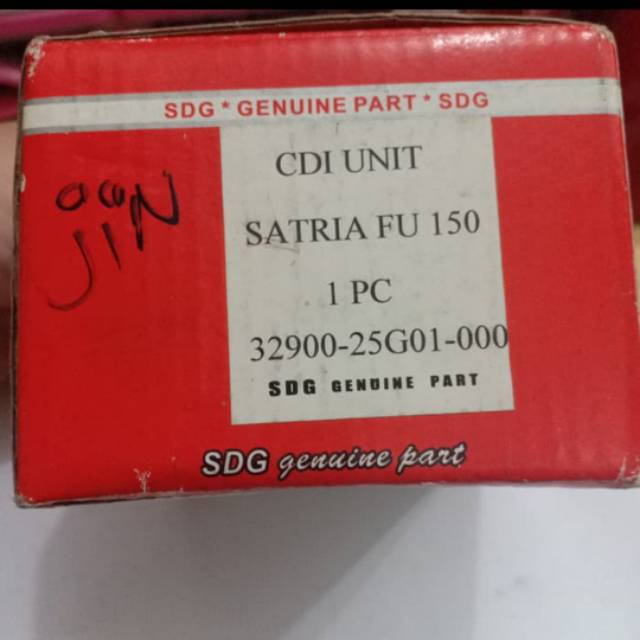 SDG * GENUINE PART * SDG
CDI UNIT
SATRIA FU 150
1 PC
32900-25G01-000
SDG GENUINE PART
SDG genuine part
JIN